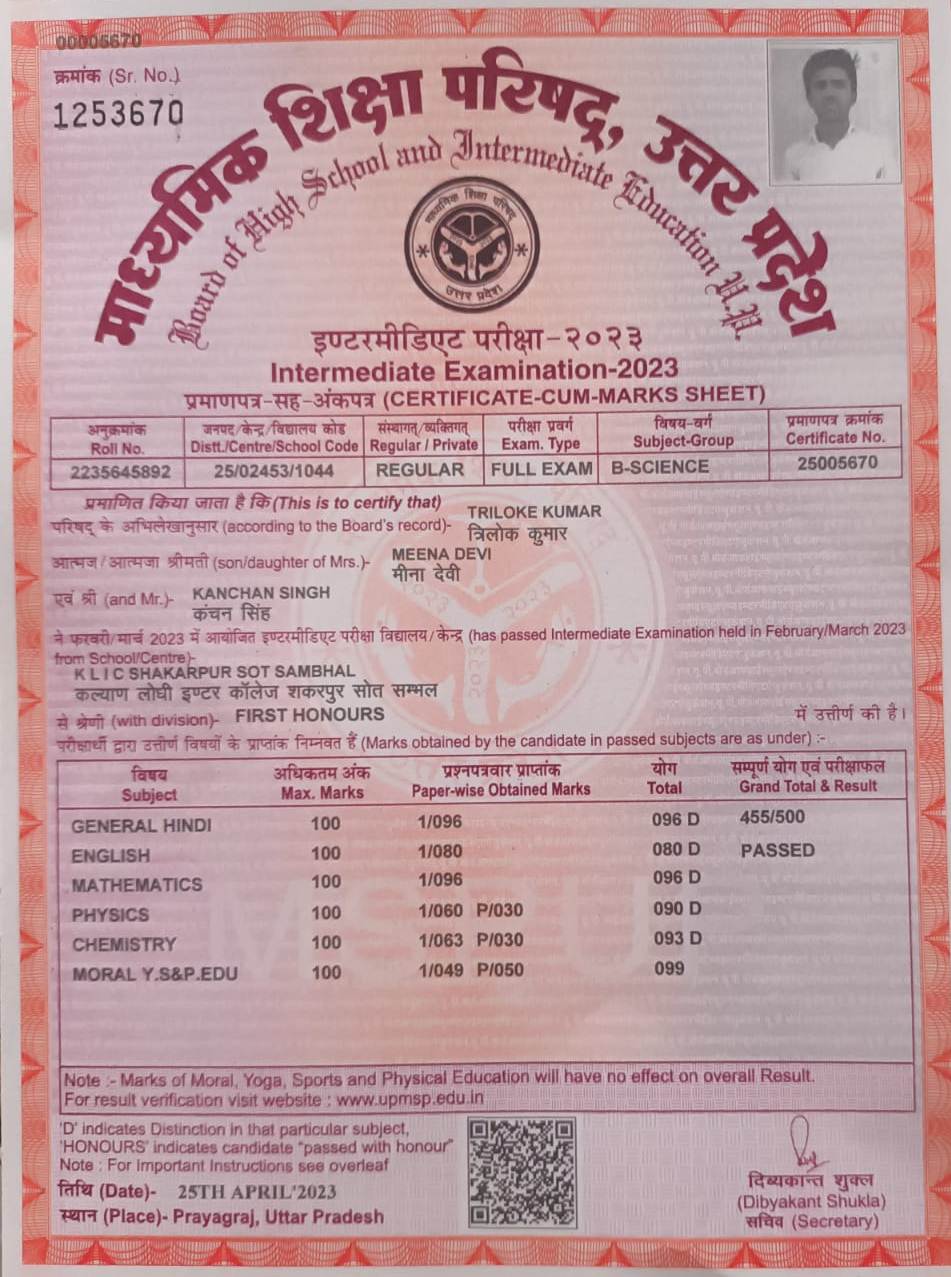 00005670
क्रमांक (Sr. No.)
1253670
माध्यमिक शिक्षा परिषद्, उत्तर प्रदेश
Board of High School and Intermediate Education U.P.
माध्यमिक शिक्षा परिषद्
उत्तर प्रदेश
इण्टरमीडिएट परीक्षा-२०२३
Intermediate Examination-2023
प्रमाणपत्र-सह-अंकपत्र (CERTIFICATE-CUM-MARKS SHEET)
अनुक्रमांक जनपद/केन्द्र/विद्यालय कोड संस्थागत्/व्यक्तिगत् परीक्षा प्रवर्ग विषय-वर्ग प्रमाणपत्र क्रमांक
Roll No. Distt./Centre/School Code Regular / Private Exam. Type Subject-Group Certificate No.
2235645892 25/02453/1044 REGULAR FULL EXAM B-SCIENCE 25005670
प्रमाणित किया जाता है कि (This is to certify that) TRILOKE KUMAR
परिषद् के अभिलेखानुसार (according to the Board's record)- त्रिलोक कुमार
आत्मज/आत्मजा श्रीमती (son/daughter of Mrs.)- MEENA DEVI
मीना देवी
एवं श्री (and Mr.)- KANCHAN SINGH
कंचन सिंह
ने फरवरी/मार्च 2023 में आयोजित इण्टरमीडिएट परीक्षा विद्यालय/केन्द्र (has passed Intermediate Examination held in February/March 2023
from School/Centre)-
K L I C SHAKARPUR SOT SAMBHAL
कल्याण लोधी इण्टर कॉलेज शकरपुर सोत सम्भल
से श्रेणी (with division)- FIRST HONOURS में उत्तीर्ण की है।
परीक्षार्थी द्वारा उत्तीर्ण विषयों के प्राप्तांक निम्नवत हैं (Marks obtained by the candidate in passed subjects are as under) :-
विषय अधिकतम अंक प्रश्नपत्रवार प्राप्तांक योग सम्पूर्ण योग एवं परीक्षाफल
Subject Max. Marks Paper-wise Obtained Marks Total Grand Total & Result
GENERAL HINDI 100 1/096 096 D 455/500
ENGLISH 100 1/080 080 D PASSED
MATHEMATICS 100 1/096 096 D
PHYSICS 100 1/060 P/030 090 D
CHEMISTRY 100 1/063 P/030 093 D
MORAL Y.S&P.EDU 100 1/049 P/050 099
Note :- Marks of Moral, Yoga, Sports and Physical Education will have no effect on overall Result.
For result verification visit website : www.upmsp.edu.in
'D' indicates Distinction in that particular subject,
'HONOURS' indicates candidate "passed with honour"
Note : For Important Instructions see overleaf
तिथि (Date)- 25TH APRIL'2023
स्थान (Place)- Prayagraj, Uttar Pradesh
दिब्यकान्त शुक्ल
(Dibyakant Shukla)
सचिव (Secretary)